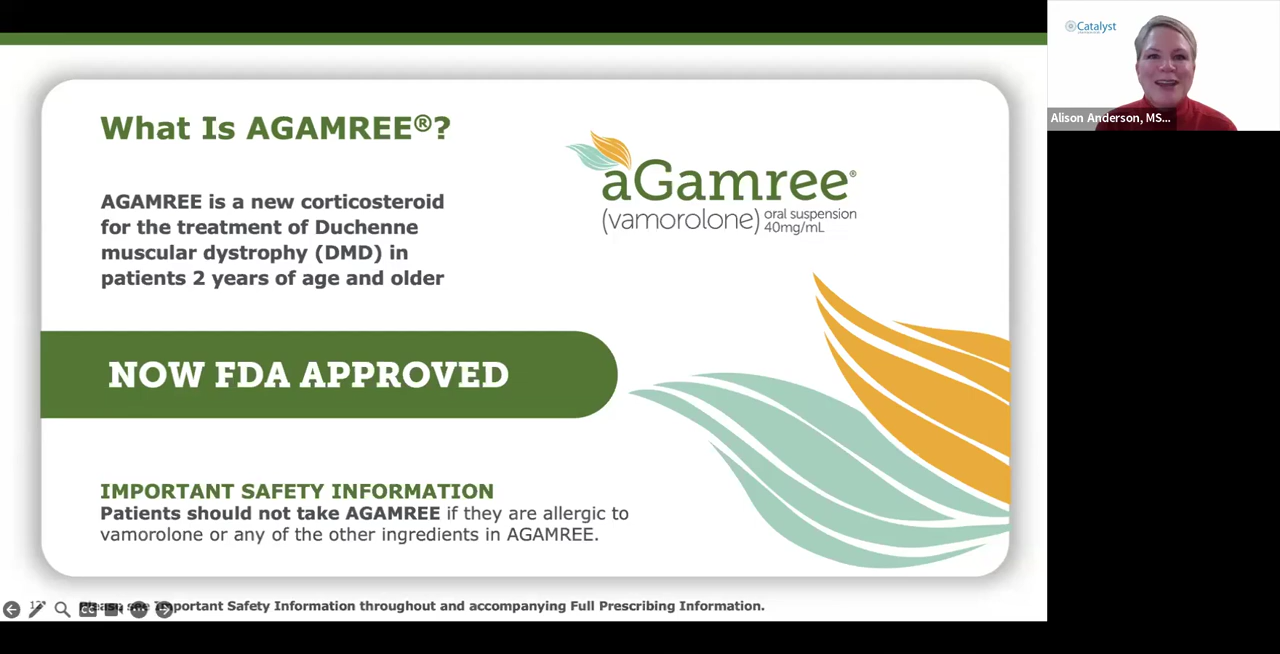 What Is AGAMREE®?
AGAMREE is a new corticosteroid
for the treatment of Duchenne
muscular dystrophy (DMD) in
patients 2 years of age and older
aGamree®
(vamorolone) oral suspension
40mg/mL
NOW FDA APPROVED
IMPORTANT SAFETY INFORMATION
Patients should not take AGAMREE if they are allergic to
vamorolone or any of the other ingredients in AGAMREE.
Please see Important Safety Information throughout and accompanying Full Prescribing Information.
CC
Catalyst
Alison Anderson, MS...